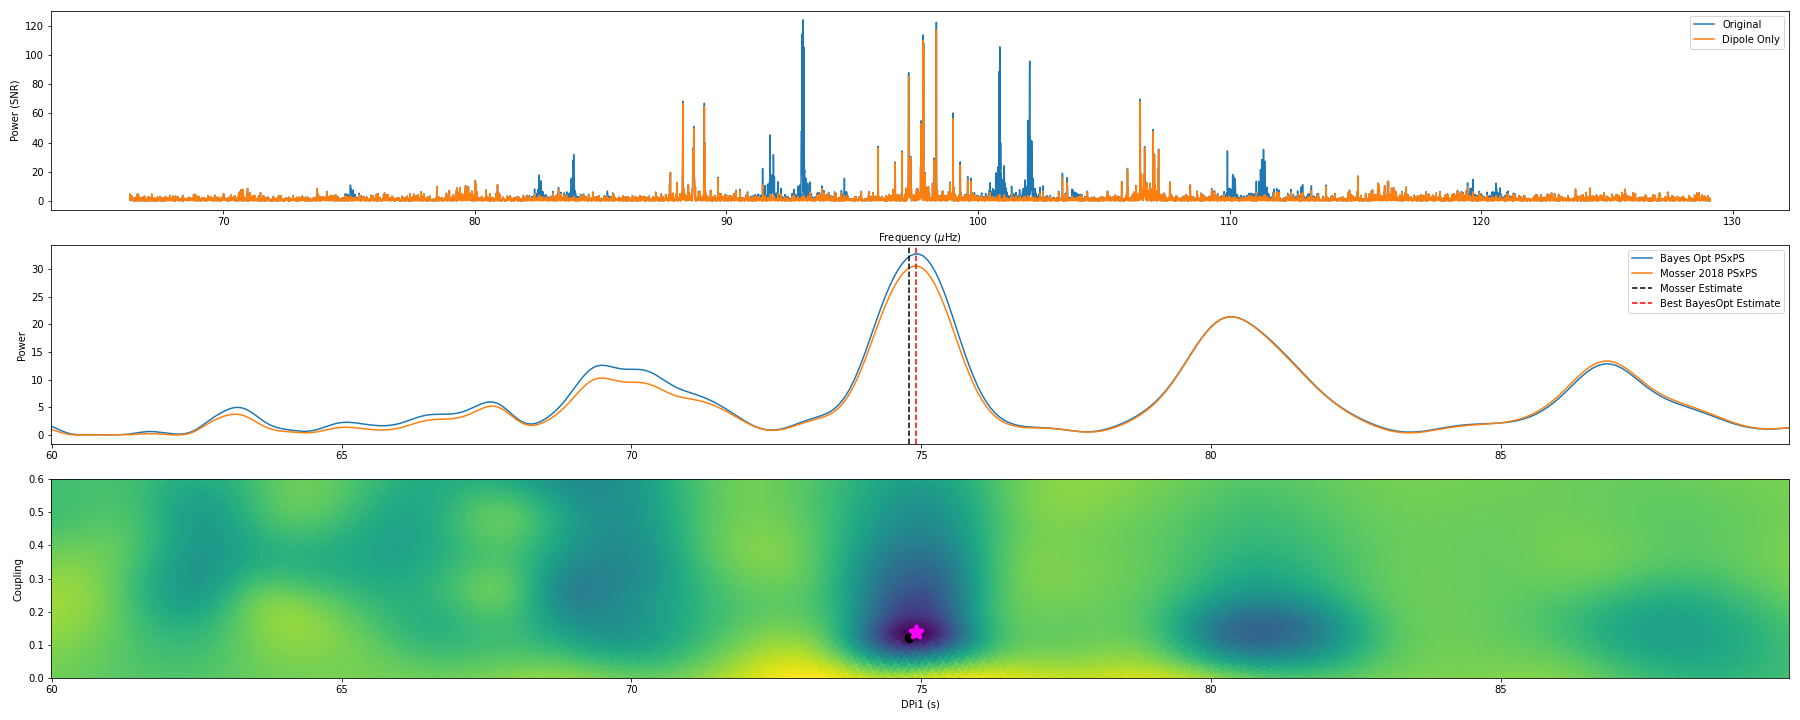 120
100
80
60
40
20
0
Power (SNR)
Original
Dipole Only
70 80 90 100 110 120 130
Frequency (μHz)
30
25
20
15
10
5
0
Power
Bayes Opt PSxPS
Mosser 2018 PSxPS
Mosser Estimate
Best BayesOpt Estimate
60 65 70 75 80 85
0.6
0.5
0.4
0.3
0.2
0.1
0.0
Coupling
60 65 70 75 80 85
DPi1 (s)